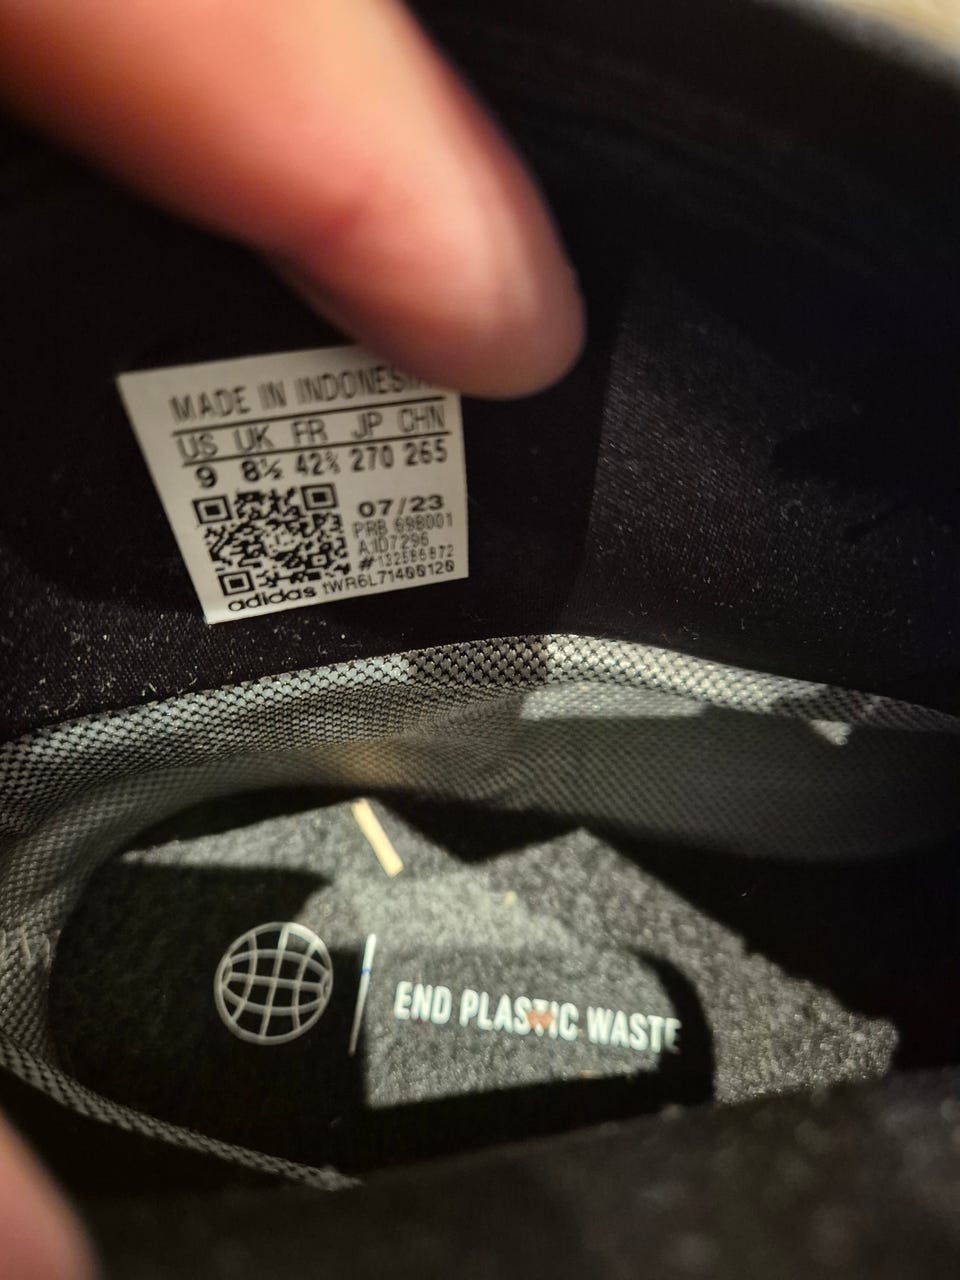 MADE IN INDONESIA
US UK FR JP CHN
9 8½ 42⅔ 270 265
07/23
PRB 698001
A ID7296
#132586872
adidas
END PLASTIC WASTE